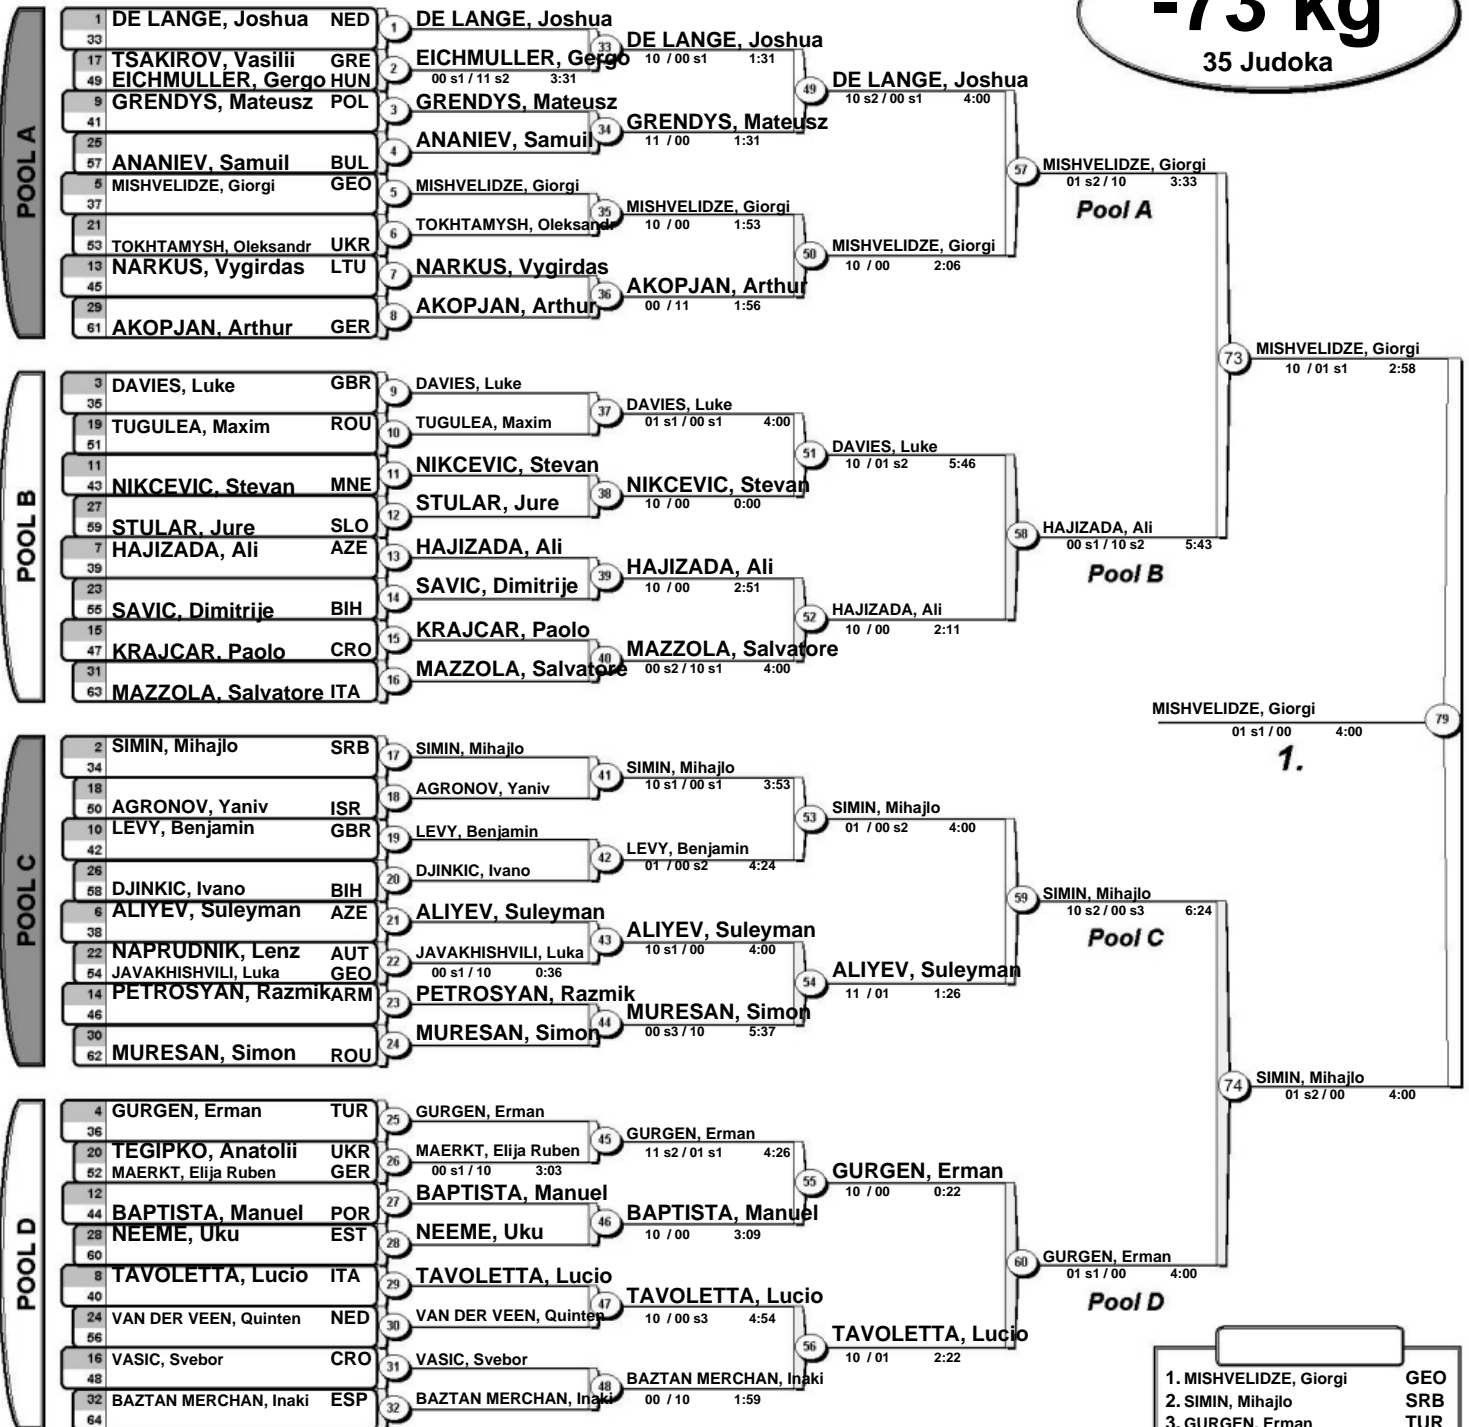 -73 kg
35 Judoka
POOL A
1 DE LANGE, Joshua NED
33
17 TSAKIROV, Vasilii GRE
49 EICHMULLER, Gergo HUN
9 GRENDYS, Mateusz POL
41
25
57 ANANIEV, Samuil BUL
5 MISHVELIDZE, Giorgi GEO
37
21
53 TOKHTAMYSH, Oleksandr UKR
13 NARKUS, Vygirdas LTU
45
29
61 AKOPJAN, Arthur GER
1 DE LANGE, Joshua
2 EICHMULLER, Gergo
00 s1 / 11 s2 3:31
3 GRENDYS, Mateusz
4 ANANIEV, Samuil
5 MISHVELIDZE, Giorgi
6 TOKHTAMYSH, Oleksandr
7 NARKUS, Vygirdas
8 AKOPJAN, Arthur
33 DE LANGE, Joshua
10 / 00 s1 1:31
34 GRENDYS, Mateusz
11 / 00 1:31
35 MISHVELIDZE, Giorgi
10 / 00 1:53
36 AKOPJAN, Arthur
00 / 11 1:56
49 DE LANGE, Joshua
10 s2 / 00 s1 4:00
50 MISHVELIDZE, Giorgi
10 / 00 2:06
57 MISHVELIDZE, Giorgi
01 s2 / 10 3:33
Pool A
POOL B
3 DAVIES, Luke GBR
35
19 TUGULEA, Maxim ROU
51
11
43 NIKCEVIC, Stevan MNE
27
59 STULAR, Jure SLO
7 HAJIZADA, Ali AZE
39
23
55 SAVIC, Dimitrije BIH
15
47 KRAJCAR, Paolo CRO
31
63 MAZZOLA, Salvatore ITA
9 DAVIES, Luke
10 TUGULEA, Maxim
11 NIKCEVIC, Stevan
12 STULAR, Jure
13 HAJIZADA, Ali
14 SAVIC, Dimitrije
15 KRAJCAR, Paolo
16 MAZZOLA, Salvatore
37 DAVIES, Luke
01 s1 / 00 s1 4:00
38 NIKCEVIC, Stevan
10 / 00 0:00
39 HAJIZADA, Ali
10 / 00 2:51
40 MAZZOLA, Salvatore
00 s2 / 10 s1 4:00
51 DAVIES, Luke
10 / 01 s2 5:46
52 HAJIZADA, Ali
10 / 00 2:11
58 HAJIZADA, Ali
00 s1 / 10 s2 5:43
Pool B
73 MISHVELIDZE, Giorgi
10 / 01 s1 2:58
MISHVELIDZE, Giorgi 79
01 s1 / 00 4:00
1.
POOL C
2 SIMIN, Mihajlo SRB
34
18
50 AGRONOV, Yaniv ISR
10 LEVY, Benjamin GBR
42
26
58 DJINKIC, Ivano BIH
6 ALIYEV, Suleyman AZE
38
22 NAPRUDNIK, Lenz AUT
54 JAVAKHISHVILI, Luka GEO
14 PETROSYAN, Razmik ARM
46
30
62 MURESAN, Simon ROU
17 SIMIN, Mihajlo
18 AGRONOV, Yaniv
19 LEVY, Benjamin
20 DJINKIC, Ivano
21 ALIYEV, Suleyman
22 JAVAKHISHVILI, Luka
00 s1 / 10 0:36
23 PETROSYAN, Razmik
24 MURESAN, Simon
41 SIMIN, Mihajlo
10 s1 / 00 s1 3:53
42 LEVY, Benjamin
01 / 00 s2 4:24
43 ALIYEV, Suleyman
10 s1 / 00 4:00
44 MURESAN, Simon
00 s3 / 10 5:37
53 SIMIN, Mihajlo
01 / 00 s2 4:00
54 ALIYEV, Suleyman
11 / 01 1:26
59 SIMIN, Mihajlo
10 s2 / 00 s3 6:24
Pool C
POOL D
4 GURGEN, Erman TUR
36
20 TEGIPKO, Anatolii UKR
52 MAERKT, Elija Ruben GER
12
44 BAPTISTA, Manuel POR
28 NEEME, Uku EST
60
8 TAVOLETTA, Lucio ITA
40
24 VAN DER VEEN, Quinten NED
56
16 VASIC, Svebor CRO
48
32 BAZTAN MERCHAN, Inaki ESP
64
25 GURGEN, Erman
26 MAERKT, Elija Ruben
00 s1 / 10 3:03
27 BAPTISTA, Manuel
28 NEEME, Uku
29 TAVOLETTA, Lucio
30 VAN DER VEEN, Quinten
31 VASIC, Svebor
32 BAZTAN MERCHAN, Inaki
45 GURGEN, Erman
11 s2 / 01 s1 4:26
46 BAPTISTA, Manuel
10 / 00 3:09
47 TAVOLETTA, Lucio
10 / 00 s3 4:54
48 BAZTAN MERCHAN, Inaki
00 / 10 1:59
55 GURGEN, Erman
10 / 00 0:22
56 TAVOLETTA, Lucio
10 / 01 2:22
60 GURGEN, Erman
01 s1 / 00 4:00
Pool D
74 SIMIN, Mihajlo
01 s2 / 00 4:00
1. MISHVELIDZE, Giorgi GEO
2. SIMIN, Mihajlo SRB
3. GURGEN, Erman TUR